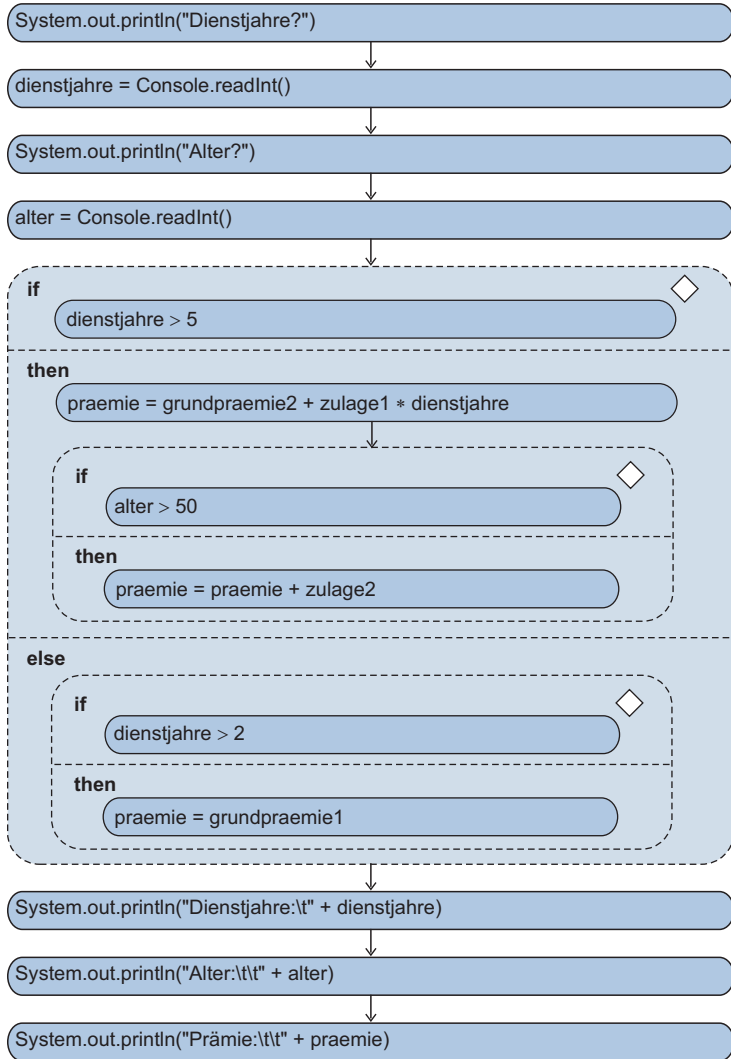 System.out.println("Dienstjahre?")
dienstjahre = Console.readInt()
System.out.println("Alter?")
alter = Console.readInt()
if
dienstjahre > 5
then
praemie = grundpraemie2 + zulage1 ∗ dienstjahre
if
alter > 50
then
praemie = praemie + zulage2
else
if
dienstjahre > 2
then
praemie = grundpraemie1
System.out.println("Dienstjahre:\t" + dienstjahre)
System.out.println("Alter:\t\t" + alter)
System.out.println("Prämie:\t\t" + praemie)